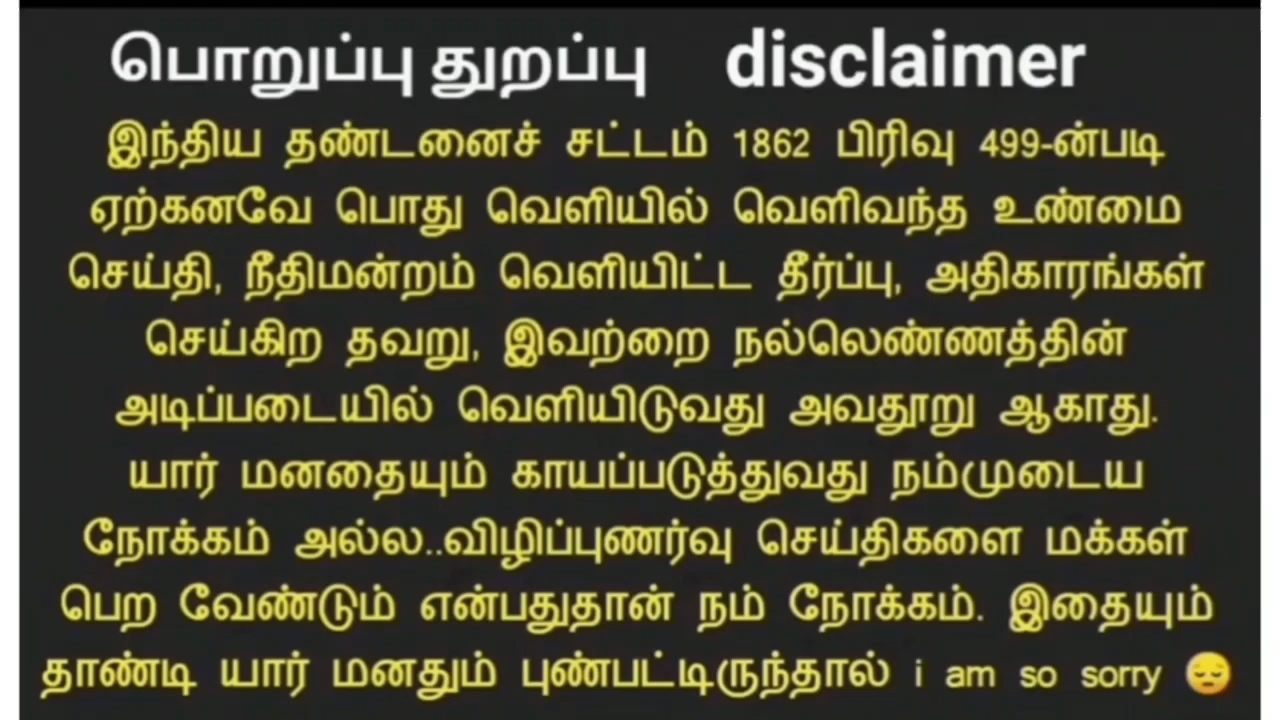 பொறுப்பு துறப்பு disclaimer
இந்திய தண்டனைச் சட்டம் 1862 பிரிவு 499-ன்படி
ஏற்கனவே பொது வெளியில் வெளிவந்த உண்மை
செய்தி, நீதிமன்றம் வெளியிட்ட தீர்ப்பு, அதிகாரங்கள்
செய்கிற தவறு, இவற்றை நல்லெண்ணத்தின்
அடிப்படையில் வெளியிடுவது அவதூறு ஆகாது.
யார் மனதையும் காயப்படுத்துவது நம்முடைய
நோக்கம் அல்ல..விழிப்புணர்வு செய்திகளை மக்கள்
பெற வேண்டும் என்பதுதான் நம் நோக்கம். இதையும்
தாண்டி யார் மனதும் புண்பட்டிருந்தால் i am so sorry 😔